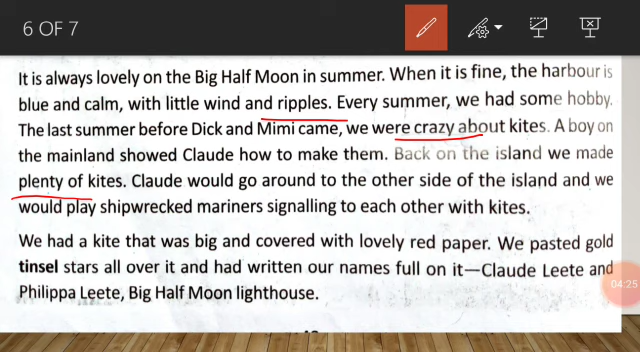 6 OF 7
It is always lovely on the Big Half Moon in summer. When it is fine, the harbour is
blue and calm, with little wind and ripples. Every summer, we had some hobby.
The last summer before Dick and Mimi came, we were crazy about kites. A boy on
the mainland showed Claude how to make them. Back on the island we made
plenty of kites. Claude would go around to the other side of the island and we
would play shipwrecked mariners signalling to each other with kites.
We had a kite that was big and covered with lovely red paper. We pasted gold
tinsel stars all over it and had written our names full on it—Claude Leete and
Philippa Leete, Big Half Moon lighthouse.
04:25